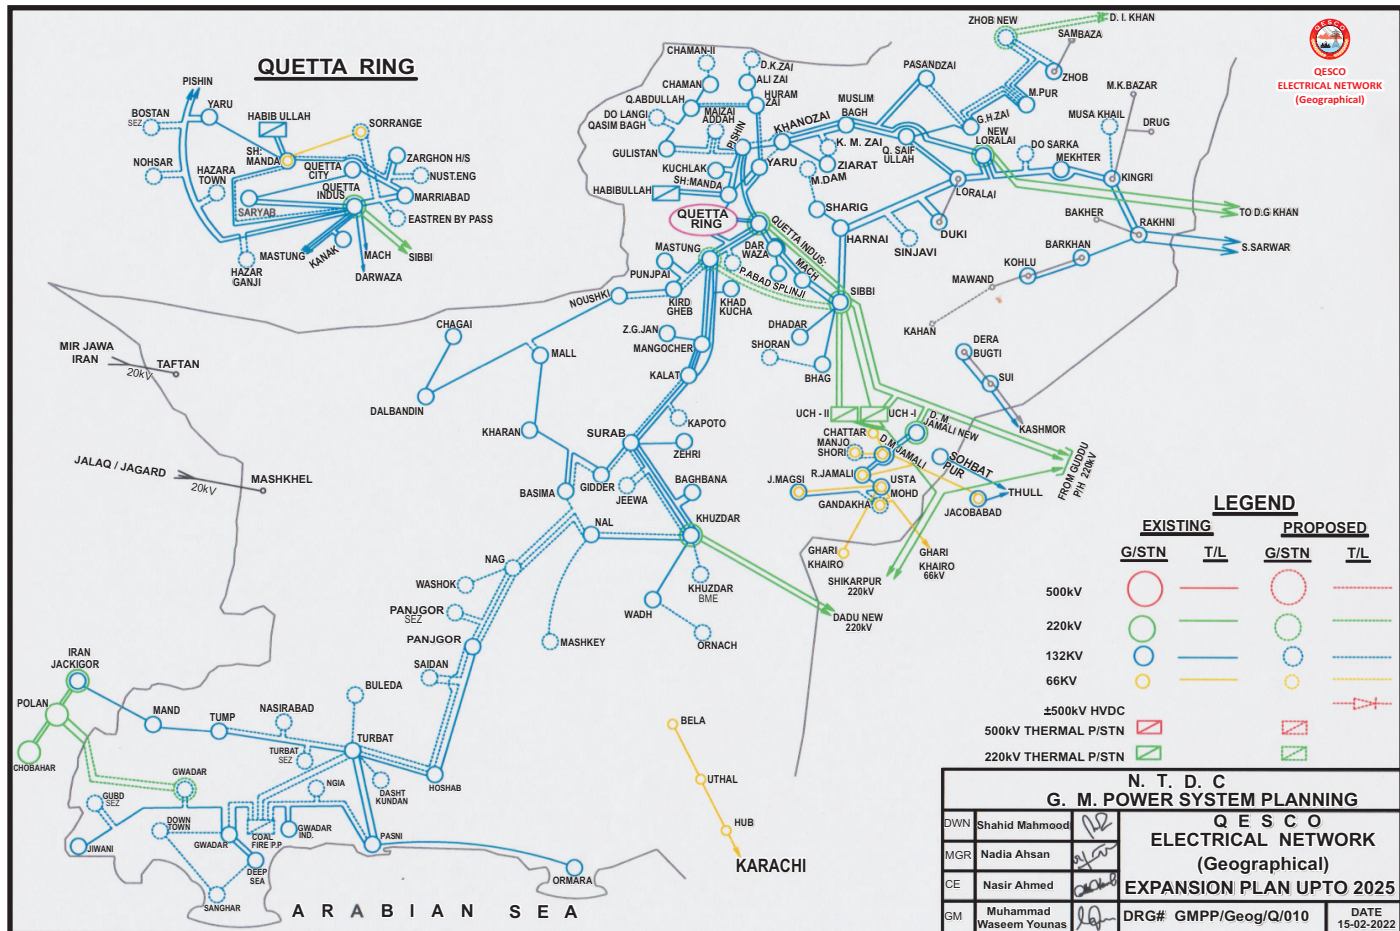 QUETTA RING
PISHIN
BOSTAN
SEZ
YARU
HABIB ULLAH
SORRANGE
SH:
MANDA
NOHSAR
HAZARA
TOWN
QUETTA
CITY
QUETTA
INDUS
ZARGHON H/S
NUST.ENG
MARRIABAD
SARYAB
EASTREN BY PASS
HAZAR
GANJI
MASTUNG
KANAK
MACH
DARWAZA
SIBBI
QESCO
QESCO
ELECTRICAL NETWORK
(Geographical)
ZHOB NEW
D. I. KHAN
SAMBAZA
ZHOB
CHAMAN-II
D.K.ZAI
CHAMAN
ALI ZAI
Q.ABDULLAH
HURAM
ZAI
DO LANGI
QASIM BAGH
MAIZAI
ADDAH
GULISTAN
PISHIN
KHANOZAI
MUSLIM
BAGH
PASANDZAI
M.PUR
G.H.ZAI
M.K.BAZAR
MUSA KHAIL
DRUG
NEW
LORALAI
DO SARKA
MEKHTER
KINGRI
K. M. ZAI
Q. SAIF
ULLAH
ZIARAT
YARU
KUCHLAK
SH:MANDA
HABIBULLAH
M.DAM
LORALAI
SHARIG
HARNAI
SINJAVI
DUKI
BAKHER
RAKHNI
TO D.G KHAN
S.SARWAR
BARKHAN
KOHLU
MAWAND
KAHAN
QUETTA
RING
QUETTA INDUS:
MASTUNG
DAR
WAZA
MACH
P.ABAD SPLINJI
SIBBI
PUNJPAI
NOUSHKI
KIRD
GHEB
KHAD
KUCHA
DHADAR
SHORAN
BHAG
Z.G.JAN
MANGOCHER
CHAGAI
MALL
KALAT
DALBANDIN
KAPOTO
KHARAN
SURAB
ZEHRI
GIDDER
JEEWA
BAGHBANA
BASIMA
NAL
KHUZDAR
KHUZDAR
BME
NAG
WASHOK
WADH
ORNACH
MASHKEY
PANJGOR
SEZ
PANJGOR
SAIDAN
MIR JAWA
IRAN
20kV
TAFTAN
JALAQ / JAGARD
20kV
MASHKHEL
DERA
BUGTI
SUI
KASHMOR
UCH - II
UCH -I
D. M
JAMALI NEW
CHATTAR
MANJO
SHORI
D.M JAMALI
SOHBAT
PUR
R.JAMALI
J.MAGSI
USTA
MOHD
GANDAKHA
THULL
JACOBABAD
GHARI
KHAIRO
GHARI
KHAIRO
66kV
SHIKARPUR
220kV
DADU NEW
220kV
FROM GUDDU
P/H 220kV
IRAN
JACKIGOR
POLAN
CHOBAHAR
MAND
TUMP
NASIRABAD
BULEDA
TURBAT
TURBAT
SEZ
HOSHAB
DASHT
KUNDAN
GWADAR
NGIA
GUBD
SEZ
DOWN
TOWN
JIWANI
GWADAR
COAL
FIRE P.P
GWADAR
IND.
PASNI
DEEP
SEA
SANGHAR
ORMARA
ARABIAN SEA
BELA
UTHAL
HUB
KARACHI
LEGEND
EXISTING PROPOSED
G/STN T/L G/STN T/L
500kV
220kV
132KV
66KV
±500kV HVDC
500kV THERMAL P/STN
220kV THERMAL P/STN
N. T. D. C
G. M. POWER SYSTEM PLANNING
DWN Shahid Mahmood
MGR Nadia Ahsan
CE Nasir Ahmed
GM Muhammad
Waseem Younas
QESCO
ELECTRICAL NETWORK
(Geographical)
EXPANSION PLAN UPTO 2025
DRG# GMPP/Geog/Q/010
DATE
15-02-2022